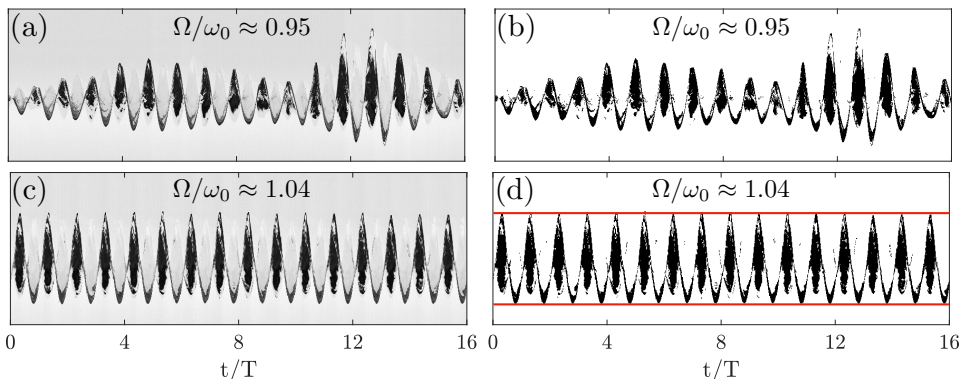 (a) Ω/ω₀ ≈ 0.95
(b) Ω/ω₀ ≈ 0.95
(c) Ω/ω₀ ≈ 1.04
(d) Ω/ω₀ ≈ 1.04
0 4 8 12 16
0 4 8 12 16
t/T
t/T